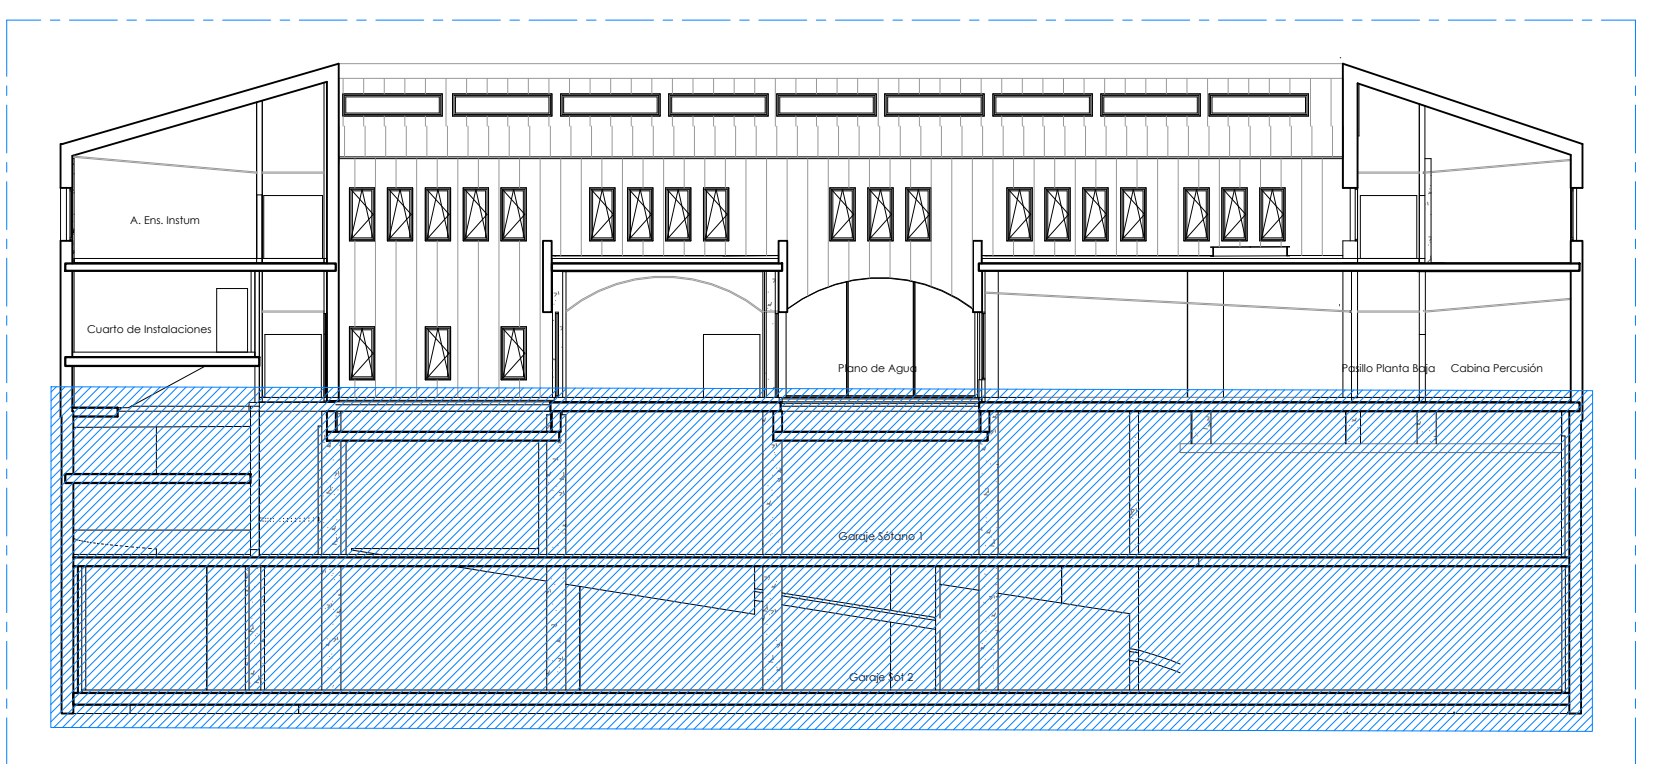 A. Ens. Instum
Cuarto de Instalaciones
Plano de Agua
Pasillo Planta Baja
Cabina Percusión
Garaje Sótano 1
Garaje Sót 2